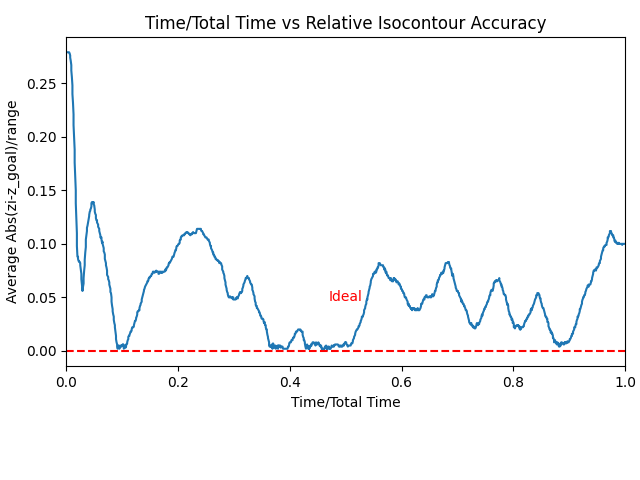 Time/Total Time vs Relative Isocontour Accuracy
Average Abs(zi-z_goal)/range
0.25
0.20
0.15
0.10
0.05
0.00
Ideal
0.0 0.2 0.4 0.6 0.8 1.0
Time/Total Time